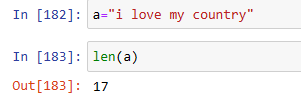 In [182]: a="i love my country"
In [183]: len(a)
Out[183]: 17